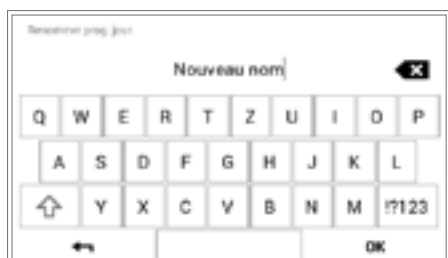 Renommer prog. jour.
Nouveau nom
Q W E R T Z U I O P
A S D F G H J K L
Y X C V B N M !?123
OK